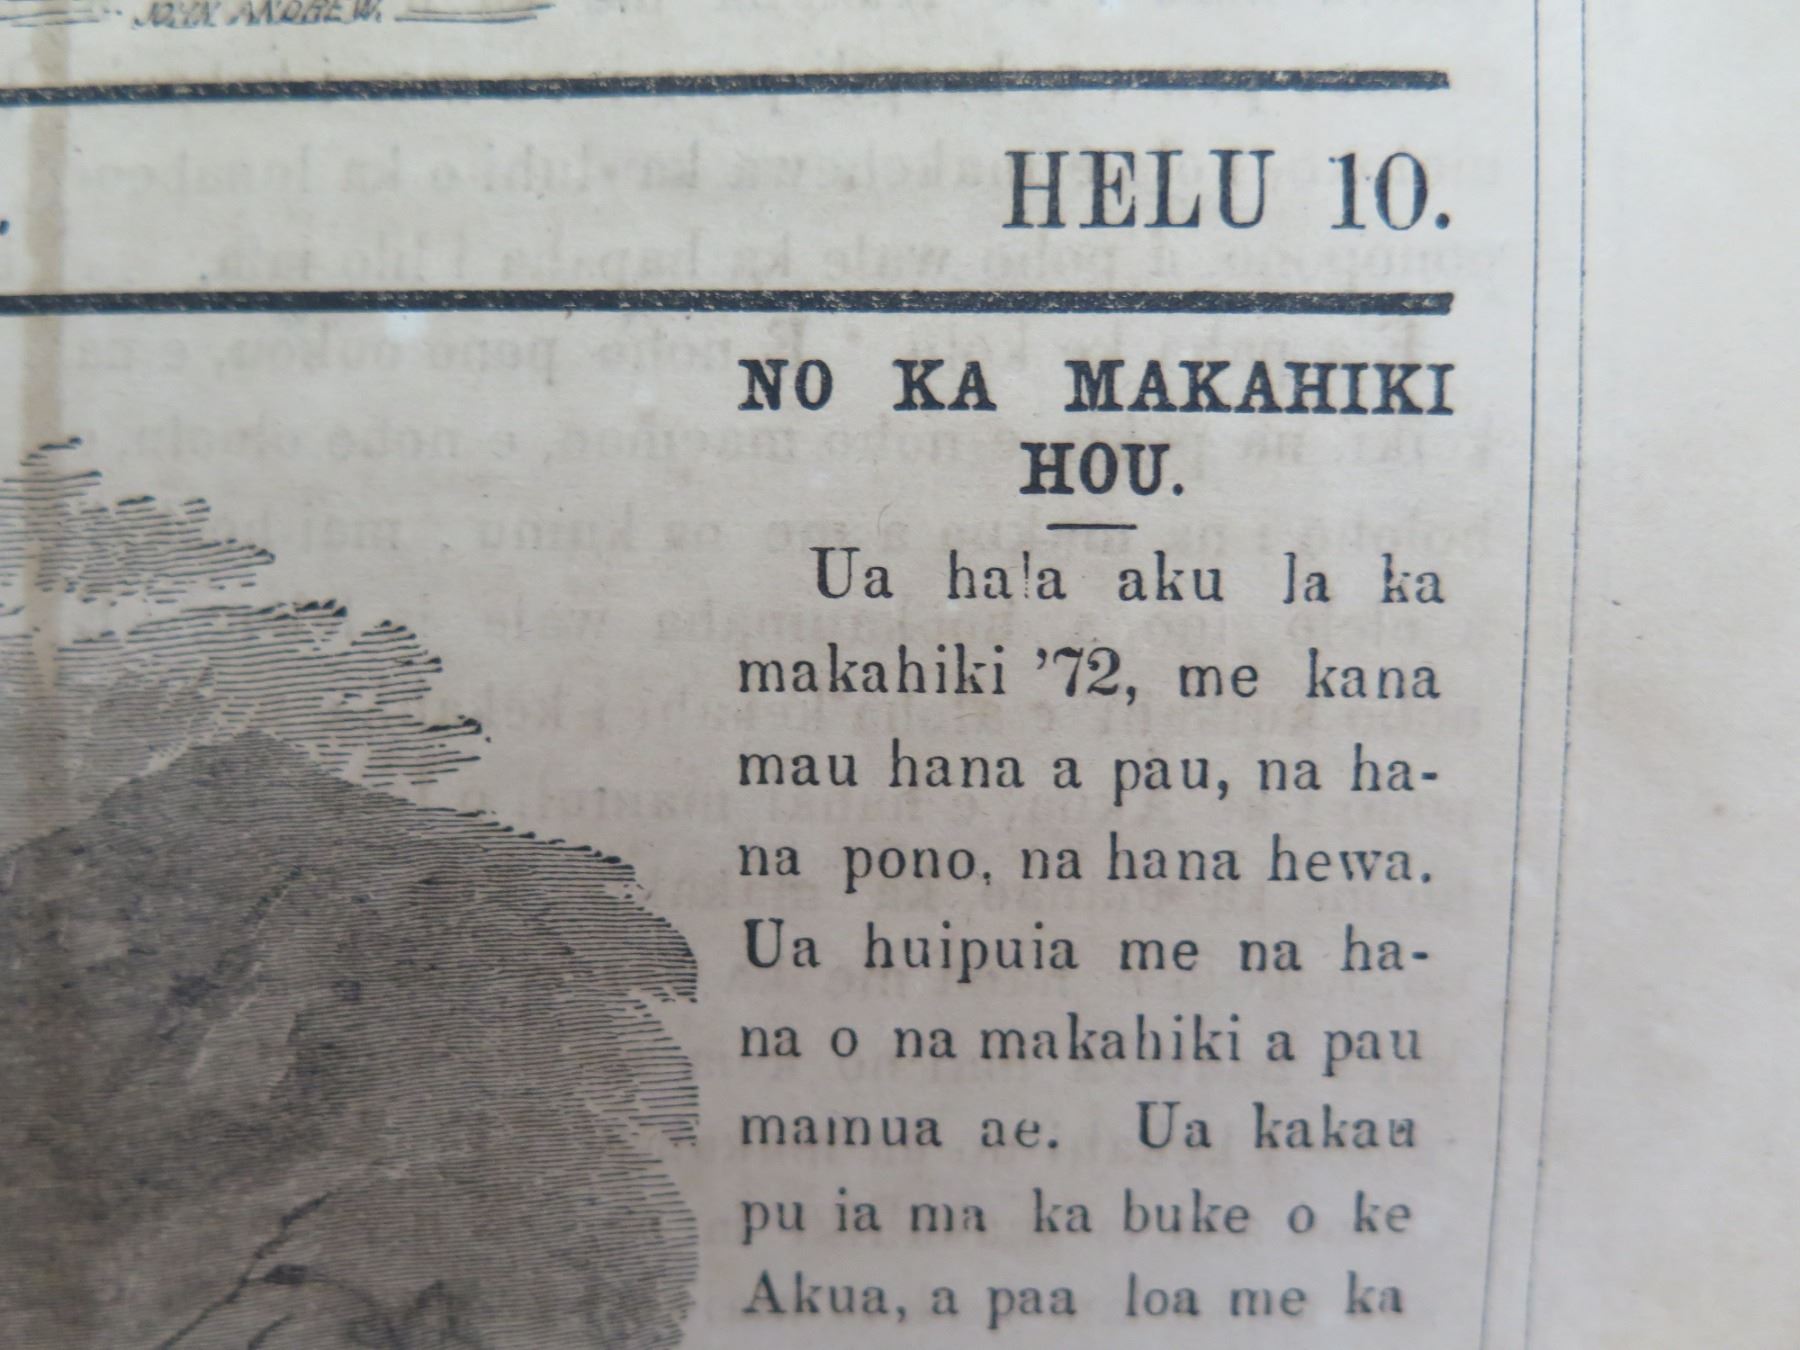 JOHN ANDREW.
HELU 10.
NO KA MAKAHIKI
HOU.
Ua hala aku la ka
makahiki ’72, me kana
mau hana a pau, na ha-
na pono, na hana hewa.
Ua huipuia me na ha-
na o na makahiki a pau
mamua ae. Ua kakau
pu ia ma ka buke o ke
Akua, a paa loa me ka